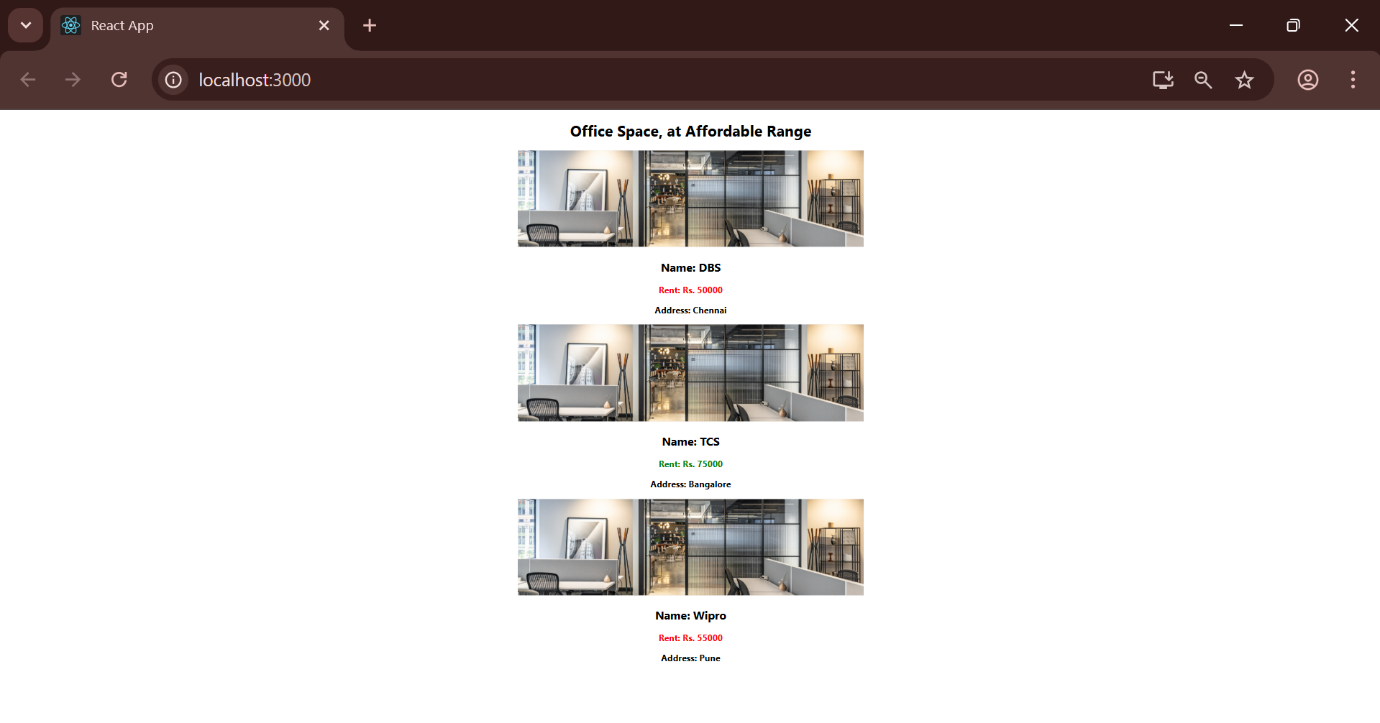 React App
localhost:3000
Office Space, at Affordable Range
Name: DBS
Rent: Rs. 50000
Address: Chennai
Name: TCS
Rent: Rs. 75000
Address: Bangalore
Name: Wipro
Rent: Rs. 55000
Address: Pune